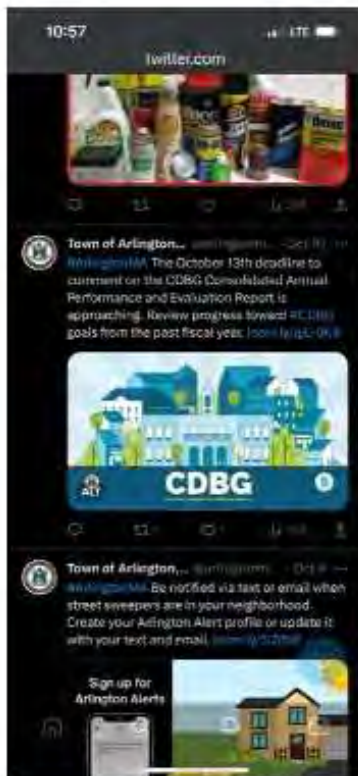 10:57
LTE
twitter.com
Town of Arlington...
#ArlingtonMA The October 13th deadline to
comment on the CDBG Consolidated Annual
Performance and Evaluation Report is
approaching. Review progress toward #CDBG
goals from the past fiscal year.
CDBG
ALT
Town of Arlington,...
#ArlingtonMA Be notified via text or email when
street sweepers are in your neighborhood.
Create your Arlington Alert profile or update it
with your text and email.
Sign up for
Arlington Alerts